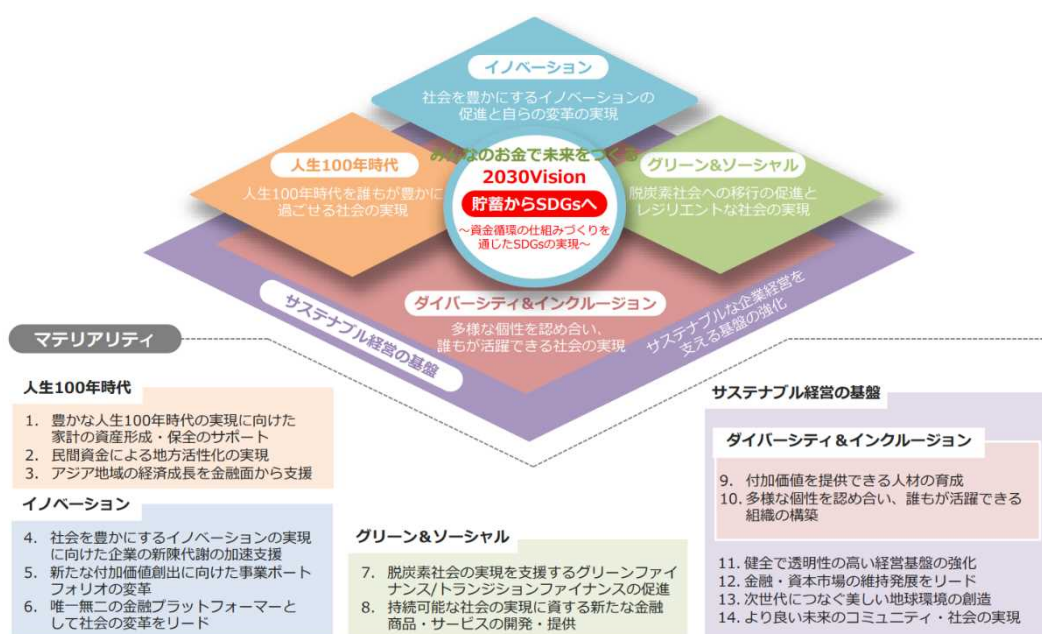 イノベーション
社会を豊かにするイノベーションの
促進と自らの変革の実現
人生100年時代
人生100年時代を誰もが豊かに
過ごせる社会の実現
みんなのお金で未来をつくる
2030Vision
貯蓄からSDGsへ
～資金循環の仕組みづくりを
通じたSDGsの実現～
グリーン&ソーシャル
脱炭素社会への移行の促進と
レジリエントな社会の実現
ダイバーシティ&インクルージョン
多様な個性を認め合い、
誰もが活躍できる社会の実現
サステナブル経営の基盤
サステナブルな企業経営を
支える基盤の強化
マテリアリティ
人生100年時代
1. 豊かな人生100年時代の実現に向けた
家計の資産形成・保全のサポート
2. 民間資金による地方活性化の実現
3. アジア地域の経済成長を金融面から支援
イノベーション
4. 社会を豊かにするイノベーションの実現
に向けた企業の新陳代謝の加速支援
5. 新たな付加価値創出に向けた事業ポート
フォリオの変革
6. 唯一無二の金融プラットフォーマーと
して社会の変革をリード
グリーン&ソーシャル
7. 脱炭素社会の実現を支援するグリーンファイ
ナンス/トランジションファイナンスの促進
8. 持続可能な社会の実現に資する新たな金融
商品・サービスの開発・提供
サステナブル経営の基盤
ダイバーシティ&インクルージョン
9. 付加価値を提供できる人材の育成
10. 多様な個性を認め合い、誰もが活躍できる
組織の構築
11. 健全で透明性の高い経営基盤の強化
12. 金融・資本市場の維持発展をリード
13. 次世代につなぐ美しい地球環境の創造
14. より良い未来のコミュニティ・社会の実現